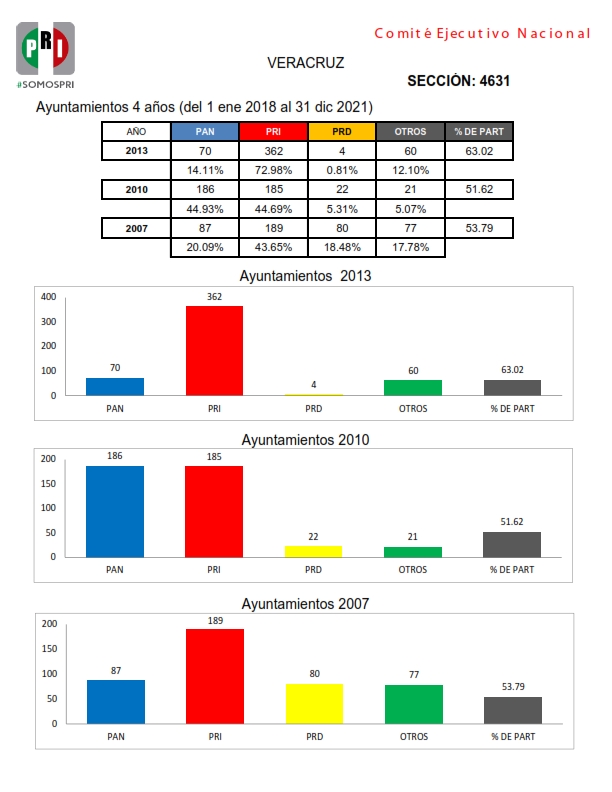 Comité Ejecutivo Nacional
PRI
#SOMOSPRI
VERACRUZ
SECCIÓN: 4631
Ayuntamientos 4 años (del 1 ene 2018 al 31 dic 2021)
AÑO PAN PRI PRD OTROS % DE PART
2013 70 362 4 60 63.02
14.11% 72.98% 0.81% 12.10%
2010 186 185 22 21 51.62
44.93% 44.69% 5.31% 5.07%
2007 87 189 80 77 53.79
20.09% 43.65% 18.48% 17.78%
Ayuntamientos 2013
400
362
300
200
100
70
4
60
63.02
0
PAN PRI PRD OTROS % DE PART
Ayuntamientos 2010
200
186
185
150
100
50
22
21
51.62
0
PAN PRI PRD OTROS % DE PART
Ayuntamientos 2007
200
189
150
100
87
80
77
53.79
50
0
PAN PRI PRD OTROS % DE PART